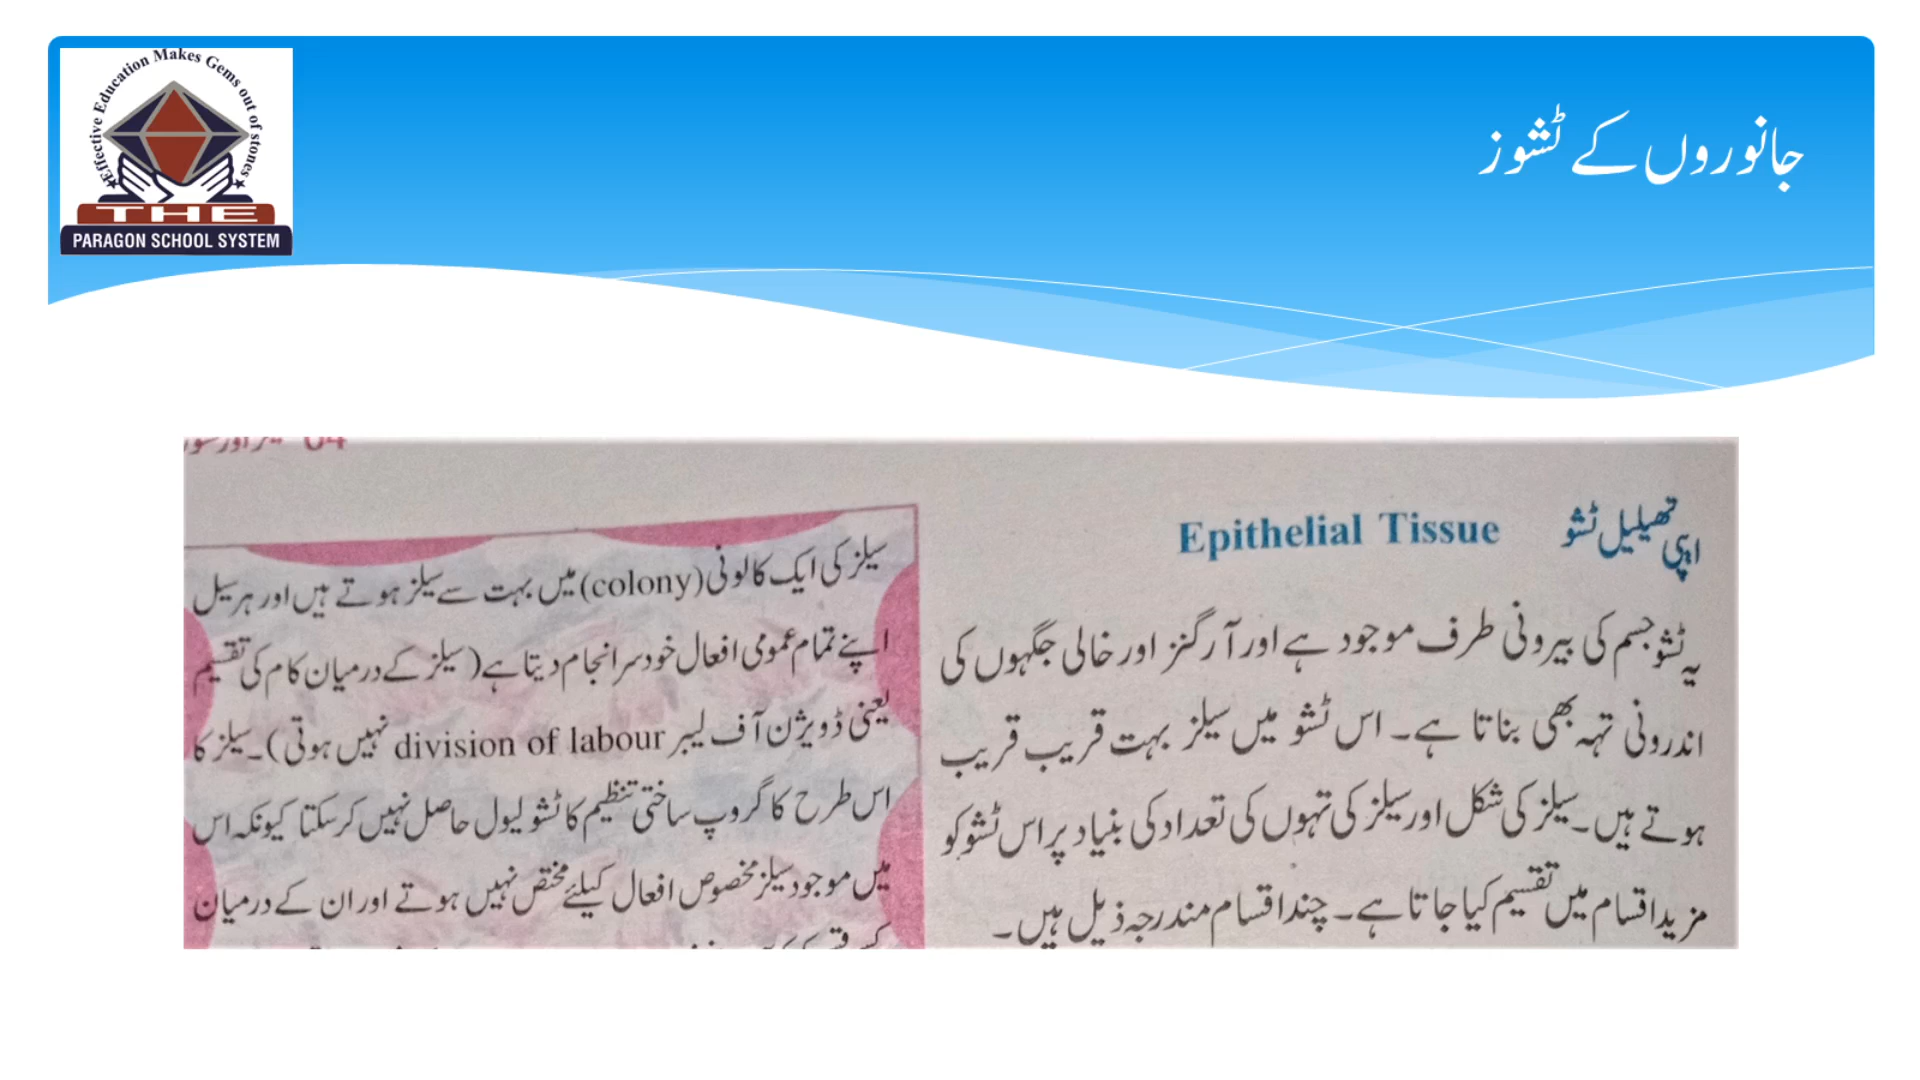 Effective Education Makes Gems out of stones
THE
PARAGON SCHOOL SYSTEM
جانوروں کے ٹشوز
اپی تھیلیل ٹشو Epithelial Tissue
یہ ٹشو جسم کی بیرونی طرف موجود ہے اور آرگنز اور خالی جگہوں کی
اندرونی تہہ بھی بناتا ہے۔ اس ٹشو میں سیلز بہت قریب قریب
ہوتے ہیں۔ سیلز کی شکل اور سیلز کی تہوں کی تعداد کی بنیاد پر اس ٹشو کو
مزید اقسام میں تقسیم کیا جاتا ہے۔ چند اقسام مندرجہ ذیل ہیں۔
سیلز کی ایک کالونی (colony) میں بہت سے سیلز ہوتے ہیں اور ہر سیل
اپنے تمام عمومی افعال خود سر انجام دیتا ہے (سیلز کے درمیان کام کی تقسیم
یعنی ڈویژن آف لیبر division of labour نہیں ہوتی)۔ سیلز کا
اس طرح کا گروپ ساختی تنظیم کا ٹشو لیول حاصل نہیں کر سکتا کیونکہ اس
میں موجود سیلز مخصوص افعال کیلئے مختص نہیں ہوتے اور ان کے درمیان